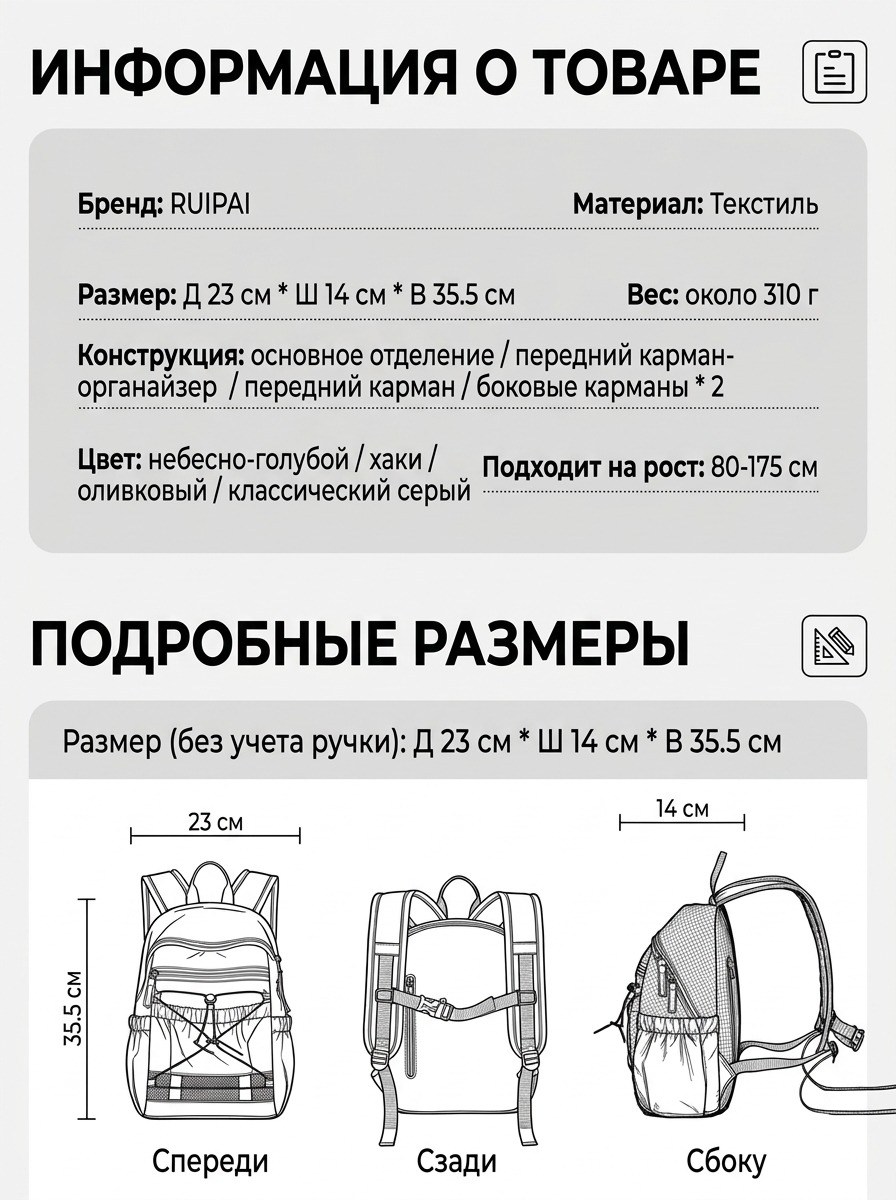 ИНФОРМАЦИЯ О ТОВАРЕ
Бренд: RUIPAI
Материал: Текстиль
Размер: Д 23 см * Ш 14 см * В 35.5 см
Вес: около 310 г
Конструкция: основное отделение / передний карман-
органайзер / передний карман / боковые карманы * 2
Цвет: небесно-голубой / хаки /
оливковый / классический серый
Подходит на рост: 80-175 см
ПОДРОБНЫЕ РАЗМЕРЫ
Размер (без учета ручки): Д 23 см * Ш 14 см * В 35.5 см
23 см
14 см
35.5 см
Спереди
Сзади
Сбоку